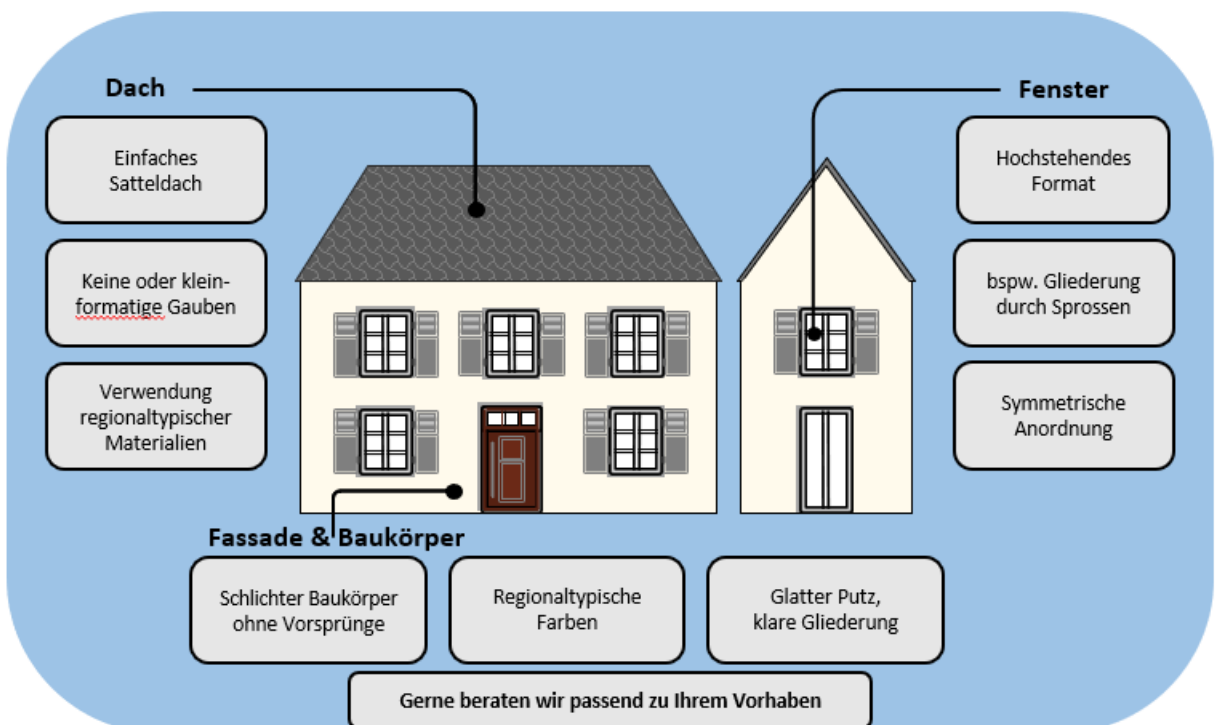 Dach
Einfaches
Satteldach
Keine oder klein-
formatige Gauben
Verwendung
regionaltypischer
Materialien
Fenster
Hochstehendes
Format
bspw. Gliederung
durch Sprossen
Symmetrische
Anordnung
Fassade & Baukörper
Schlichter Baukörper
ohne Vorsprünge
Regionaltypische
Farben
Glatter Putz,
klare Gliederung
Gerne beraten wir passend zu Ihrem Vorhaben